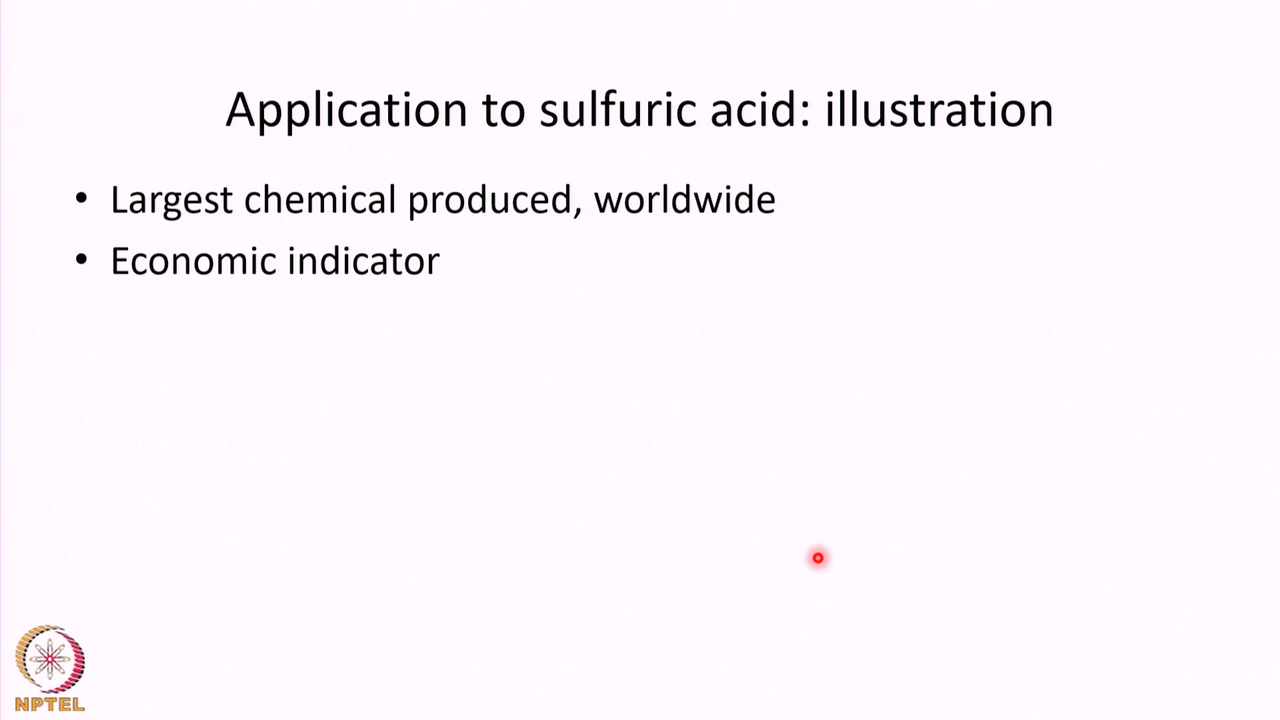 Application to sulfuric acid: illustration
• Largest chemical produced, worldwide
• Economic indicator
NPTEL